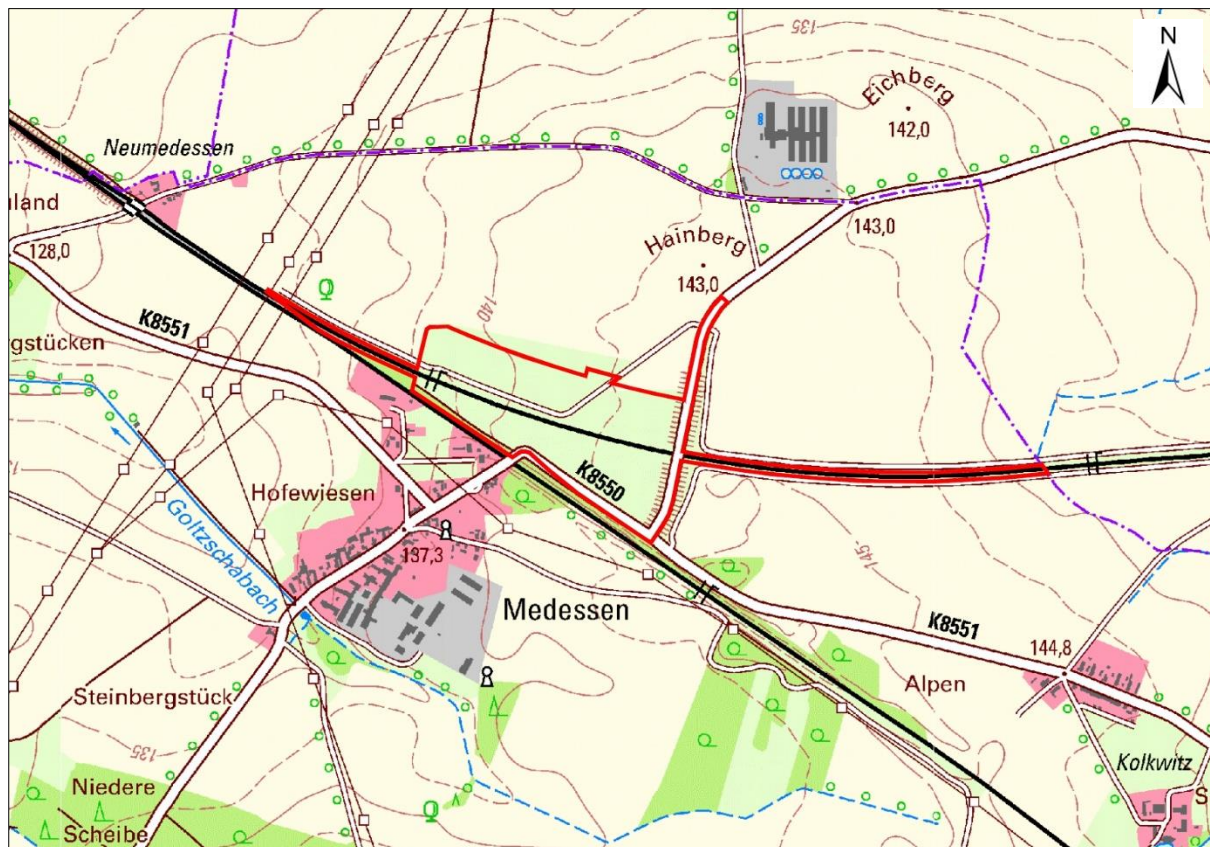 N
135
Eichberg
142,0
Neumedessen
uland
128,0
Hainberg
143,0
143,0
140
K8551
gstücken
K8550
Hofewiesen
Goltzschabach
137,3
145
Medessen
K8551
144,8
Alpen
Steinbergstück
135
Kolkwitz
Niedere
Scheibe
S